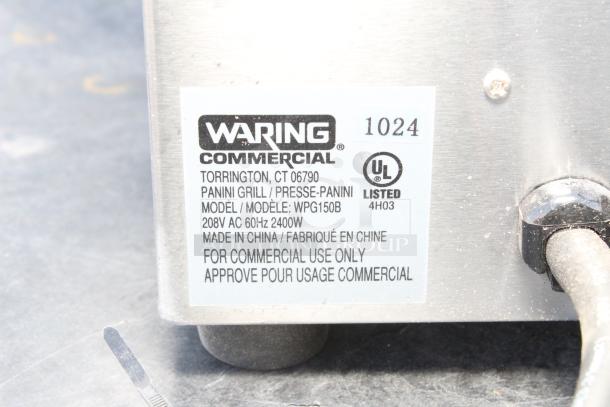 WARING® 1024
COMMERCIAL
TORRINGTON, CT 06790
PANINI GRILL / PRESSE-PANINI
UL LISTED
4H03
MODEL / MODÈLE: WPG150B
208V AC 60Hz 2400W
MADE IN CHINA / FABRIQUÉ EN CHINE
FOR COMMERCIAL USE ONLY
APPROVE POUR USAGE COMMERCIAL